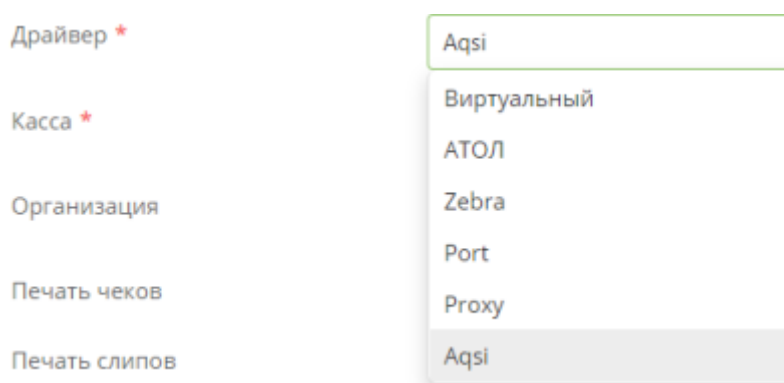 Драйвер *
Aqsi
Виртуальный
Касса *
АТОЛ
Организация
Zebra
Port
Печать чеков
Proxy
Печать слипов
Aqsi